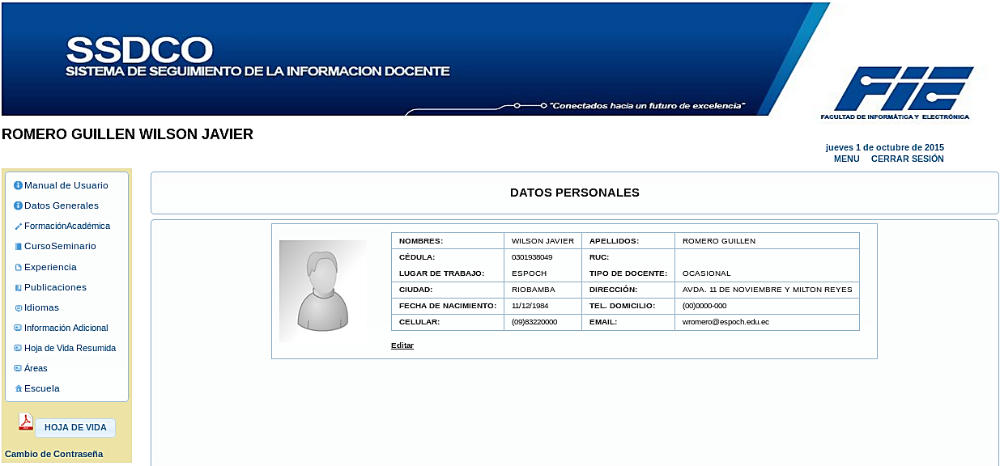 SSDCO
SISTEMA DE SEGUIMIENTO DE LA INFORMACION DOCENTE
"Conectados hacia un futuro de excelencia"
FIE
FACULTAD DE INFORMÁTICA Y ELECTRÓNICA
ROMERO GUILLEN WILSON JAVIER
jueves 1 de octubre de 2015
MENU CERRAR SESIÓN
Manual de Usuario
Datos Generales
FormaciónAcadémica
CursoSeminario
Experiencia
Publicaciones
Idiomas
Información Adicional
Hoja de Vida Resumida
Áreas
Escuela
HOJA DE VIDA
Cambio de Contraseña
DATOS PERSONALES
NOMBRES: WILSON JAVIER APELLIDOS: ROMERO GUILLEN
CÉDULA: 0301938049 RUC:
LUGAR DE TRABAJO: ESPOCH TIPO DE DOCENTE: OCASIONAL
CIUDAD: RIOBAMBA DIRECCIÓN: AVDA. 11 DE NOVIEMBRE Y MILTON REYES
FECHA DE NACIMIENTO: 11/12/1984 TEL. DOMICILIO: (00)0000-000
CELULAR: (09)83220000 EMAIL: wromero@espoch.edu.ec
Editar